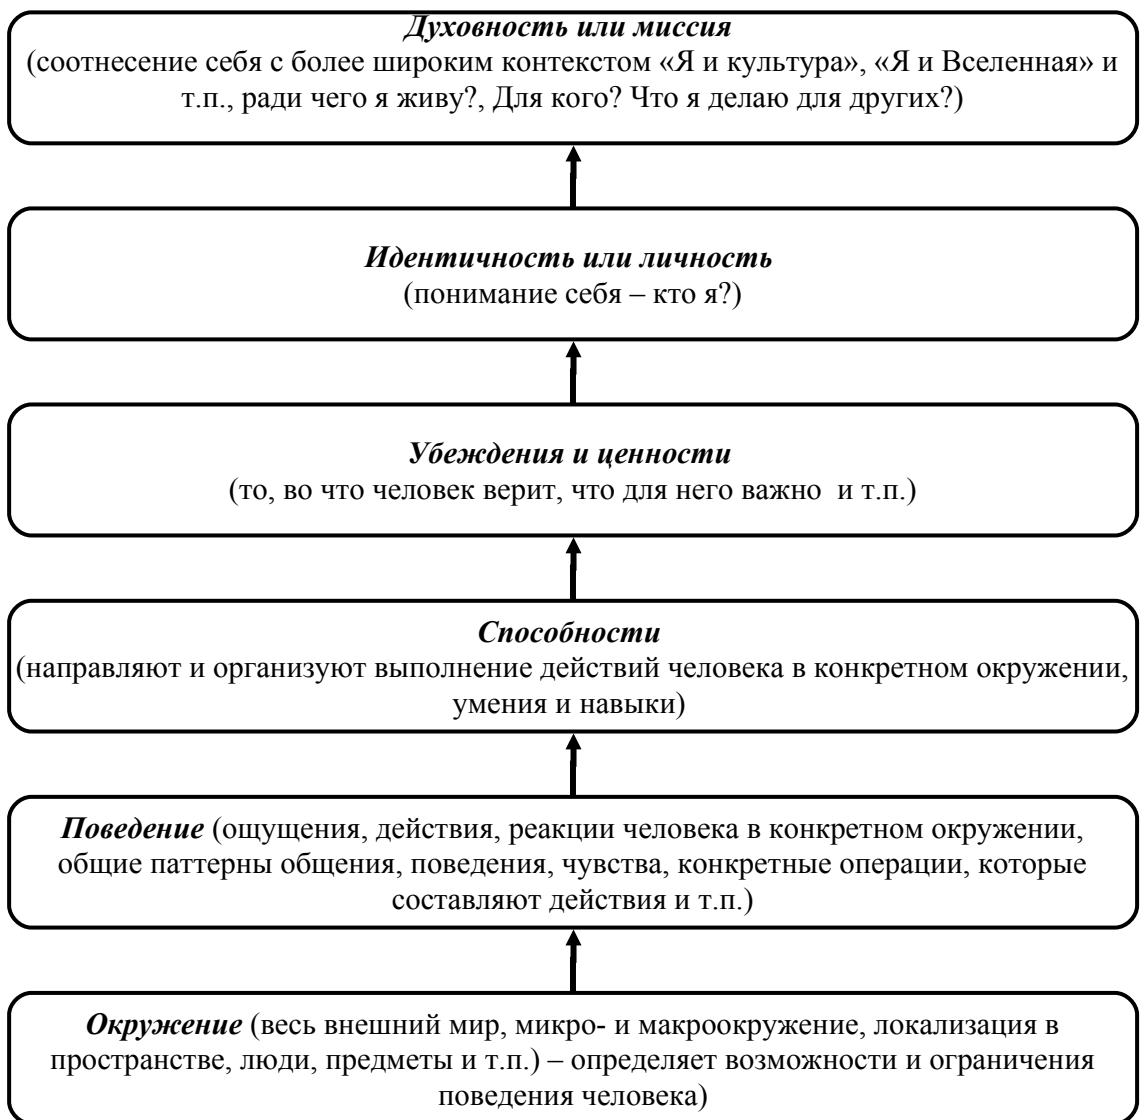 Духовность или миссия
(соотнесение себя с более широким контекстом «Я и культура», «Я и Вселенная» и
т.п., ради чего я живу?, Для кого? Что я делаю для других?)
Идентичность или личность
(понимание себя – кто я?)
Убеждения и ценности
(то, во что человек верит, что для него важно и т.п.)
Способности
(направляют и организуют выполнение действий человека в конкретном окружении,
умения и навыки)
Поведение (ощущения, действия, реакции человека в конкретном окружении,
общие паттерны общения, поведения, чувства, конкретные операции, которые
составляют действия и т.п.)
Окружение (весь внешний мир, микро- и макроокружение, локализация в
пространстве, люди, предметы и т.п.) – определяет возможности и ограничения
поведения человека)